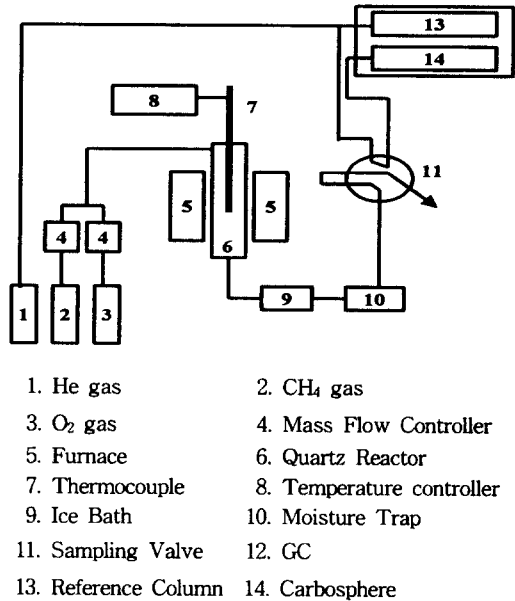 13
14
8
7
11
5
5
4
4
6
9
10
1
2
3
1. He gas
2. CH₄ gas
3. O₂ gas
4. Mass Flow Controller
5. Furnace
6. Quartz Reactor
7. Thermocouple
8. Temperature controller
9. Ice Bath
10. Moisture Trap
11. Sampling Valve
12. GC
13. Reference Column
14. Carbosphere